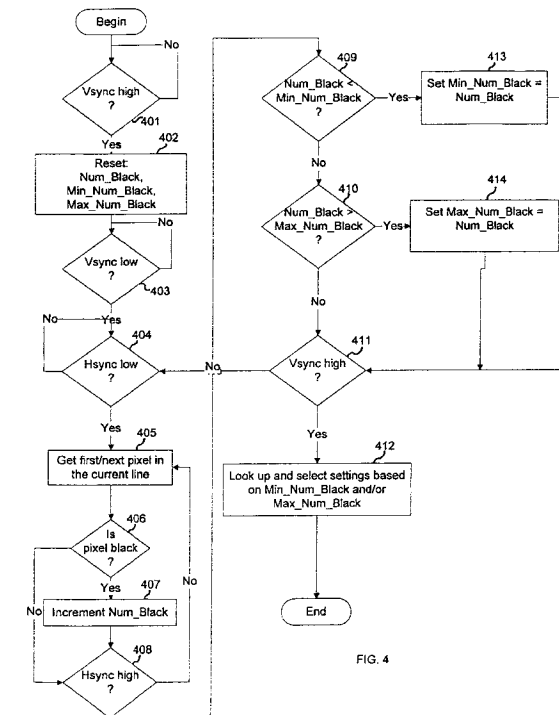 Begin
No
Vsync high
?
401
Yes
402
Reset:
Num_Black,
Min_Num_Black,
Max_Num_Black
No
Vsync low
?
403
No
Yes
404
Hsync low
?
Yes
405
Get first/next pixel in
the current line
406
Is
pixel black
?
Yes
407
No
Increment Num_Black
No
408
Hsync high
?
409
Num_Black <
Min_Num_Black
?
Yes
413
Set Min_Num_Black =
Num_Black
No
410
Num_Black >
Max_Num_Black
?
Yes
414
Set Max_Num_Black =
Num_Black
No
411
Vsync high
?
No
Yes
412
Look up and select settings based
on Min_Num_Black and/or
Max_Num_Black
End
FIG. 4